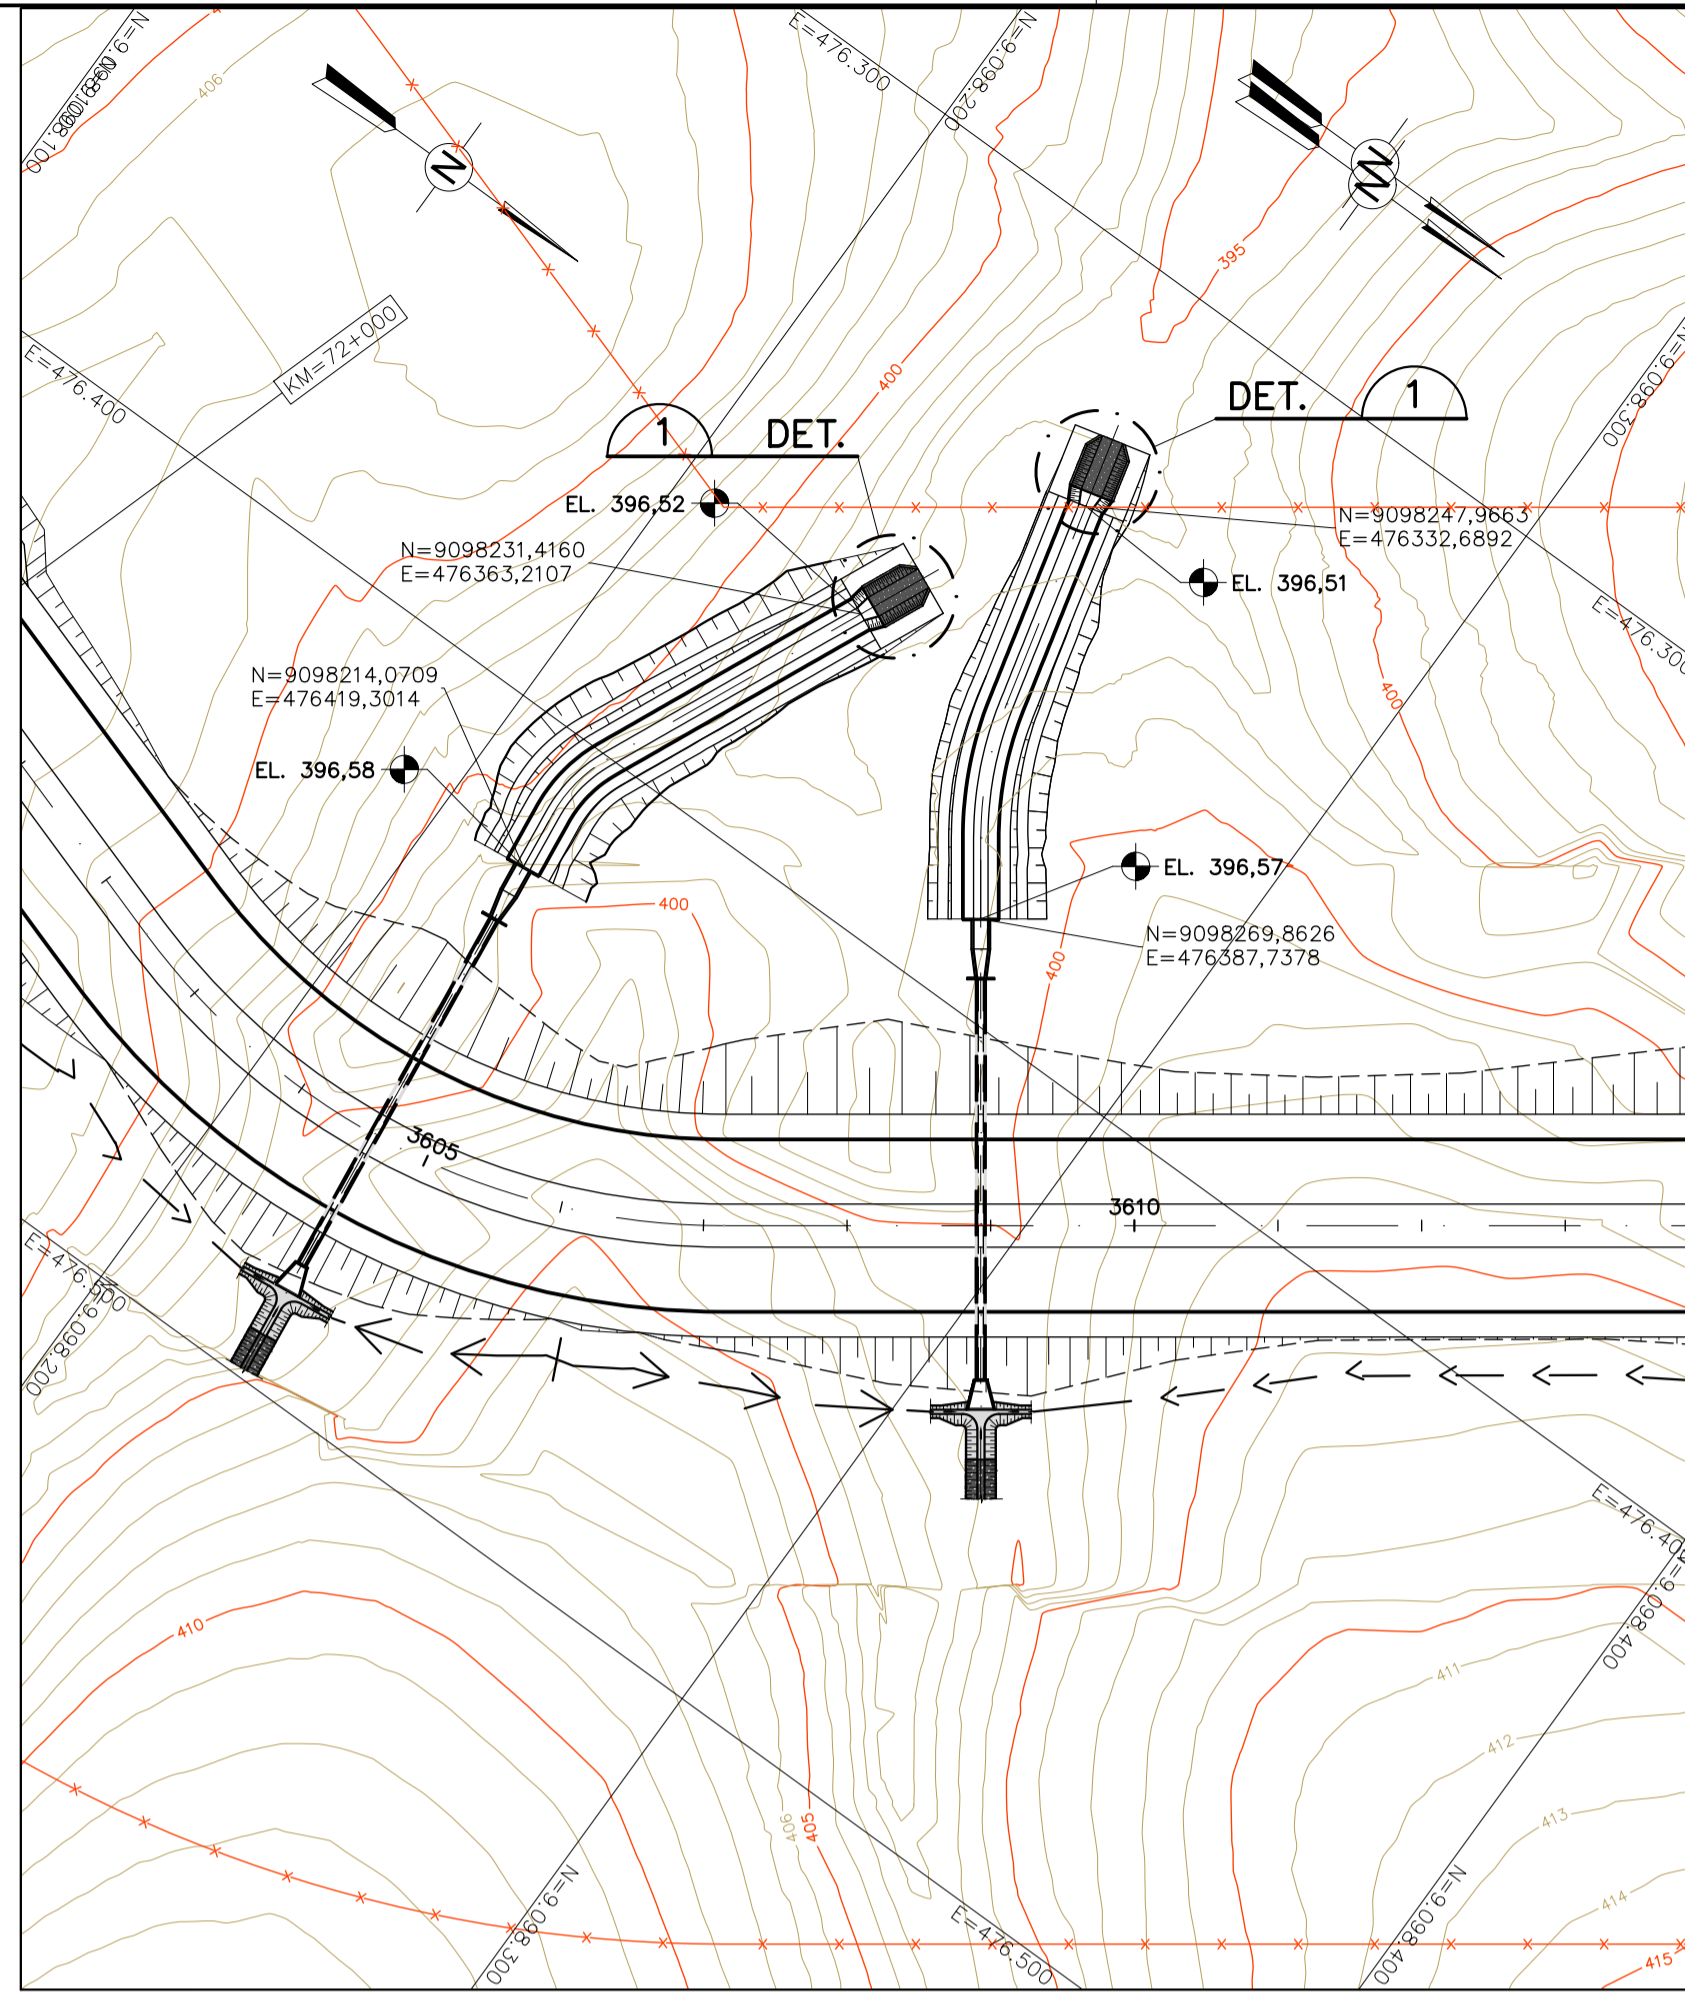 N=9.098.100
406
E=476.300
N=9.098.200
N
N
N
395
KM=72+000
E=476.400
N=9.098.300
400
1 DET.
DET. 1
EL. 396,52
N=9098247,9663
E=476332,6892
N=9098231,4160
E=476363,2107
EL. 396,51
E=476.300
N=9098214,0709
E=476419,3014
400
EL. 396,58
EL. 396,57
400
N=9098269,8626
E=476387,7378
400
3605
3610
E=476.500
N=9.098.200
E=476.400
N=9.098.400
410
411
412
413
406
405
414
N=9.098.300
E=476.500
N=9.098.400
415